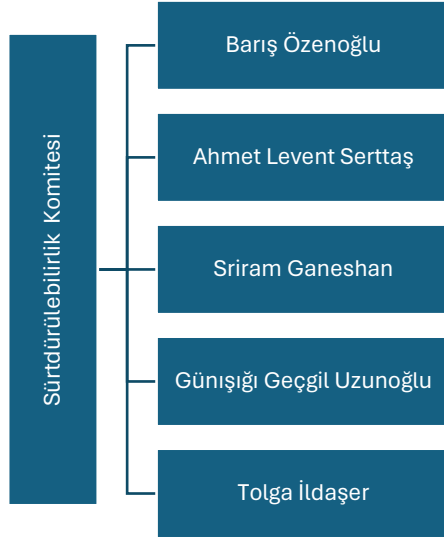 Sürtdürülebilirlik Komitesi
Barış Özenoğlu
Ahmet Levent Serttaş
Sriram Ganeshan
Günışığı Geçgil Uzunoğlu
Tolga İldaşer